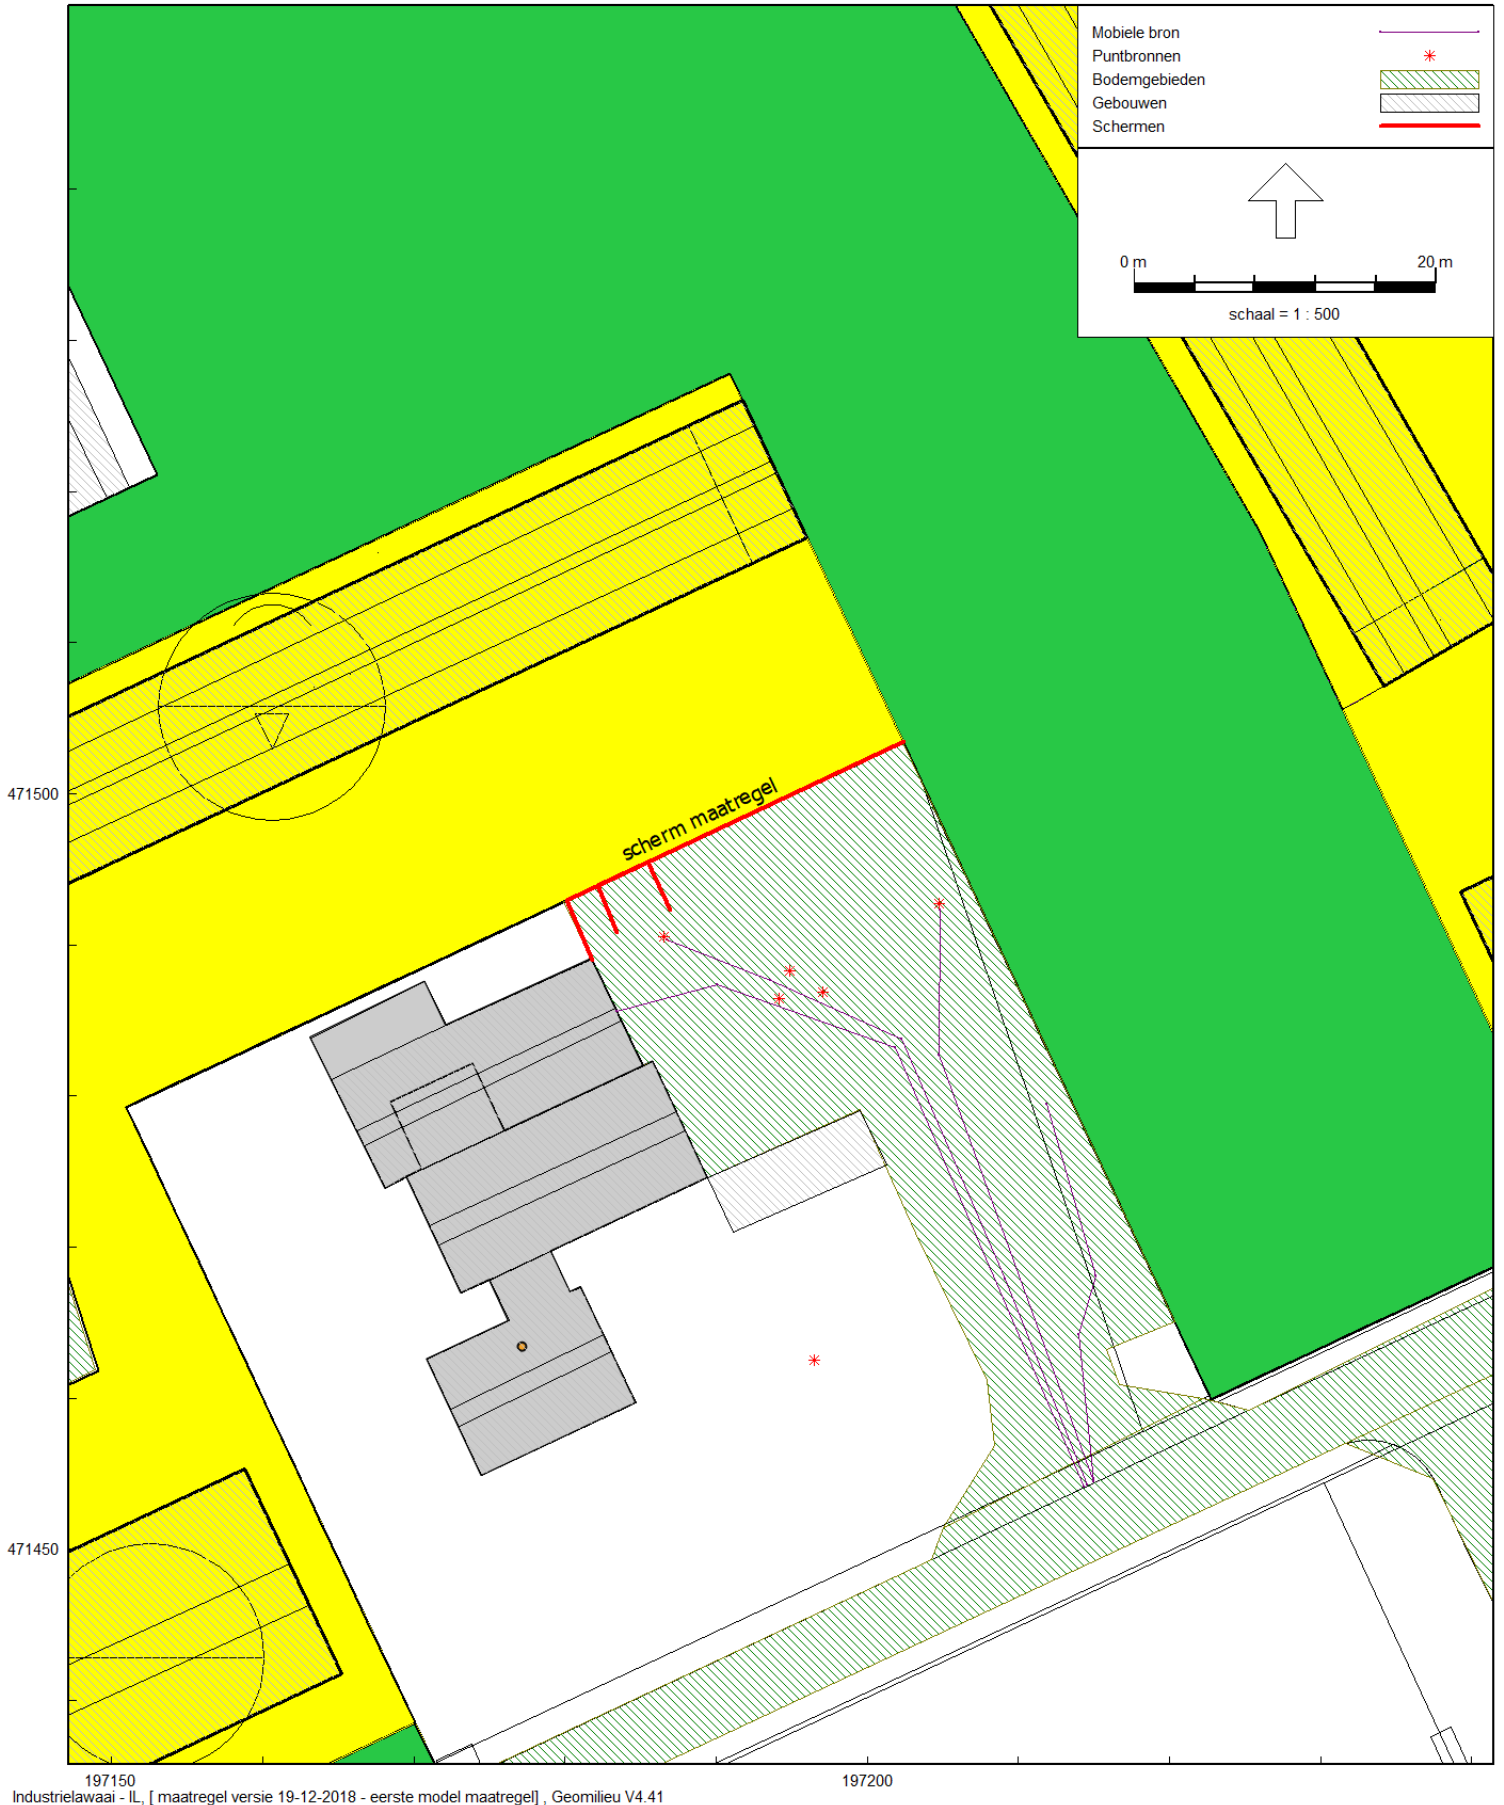 Mobiele bron
Puntbronnen
Bodemgebieden
Gebouwen
Schermen
0 m 20 m
schaal = 1 : 500
471500
scherm maatregel
471450
197150 197200
Industrielawaai - IL, [ maatregel versie 19-12-2018 - eerste model maatregel] , Geomilieu V4.41